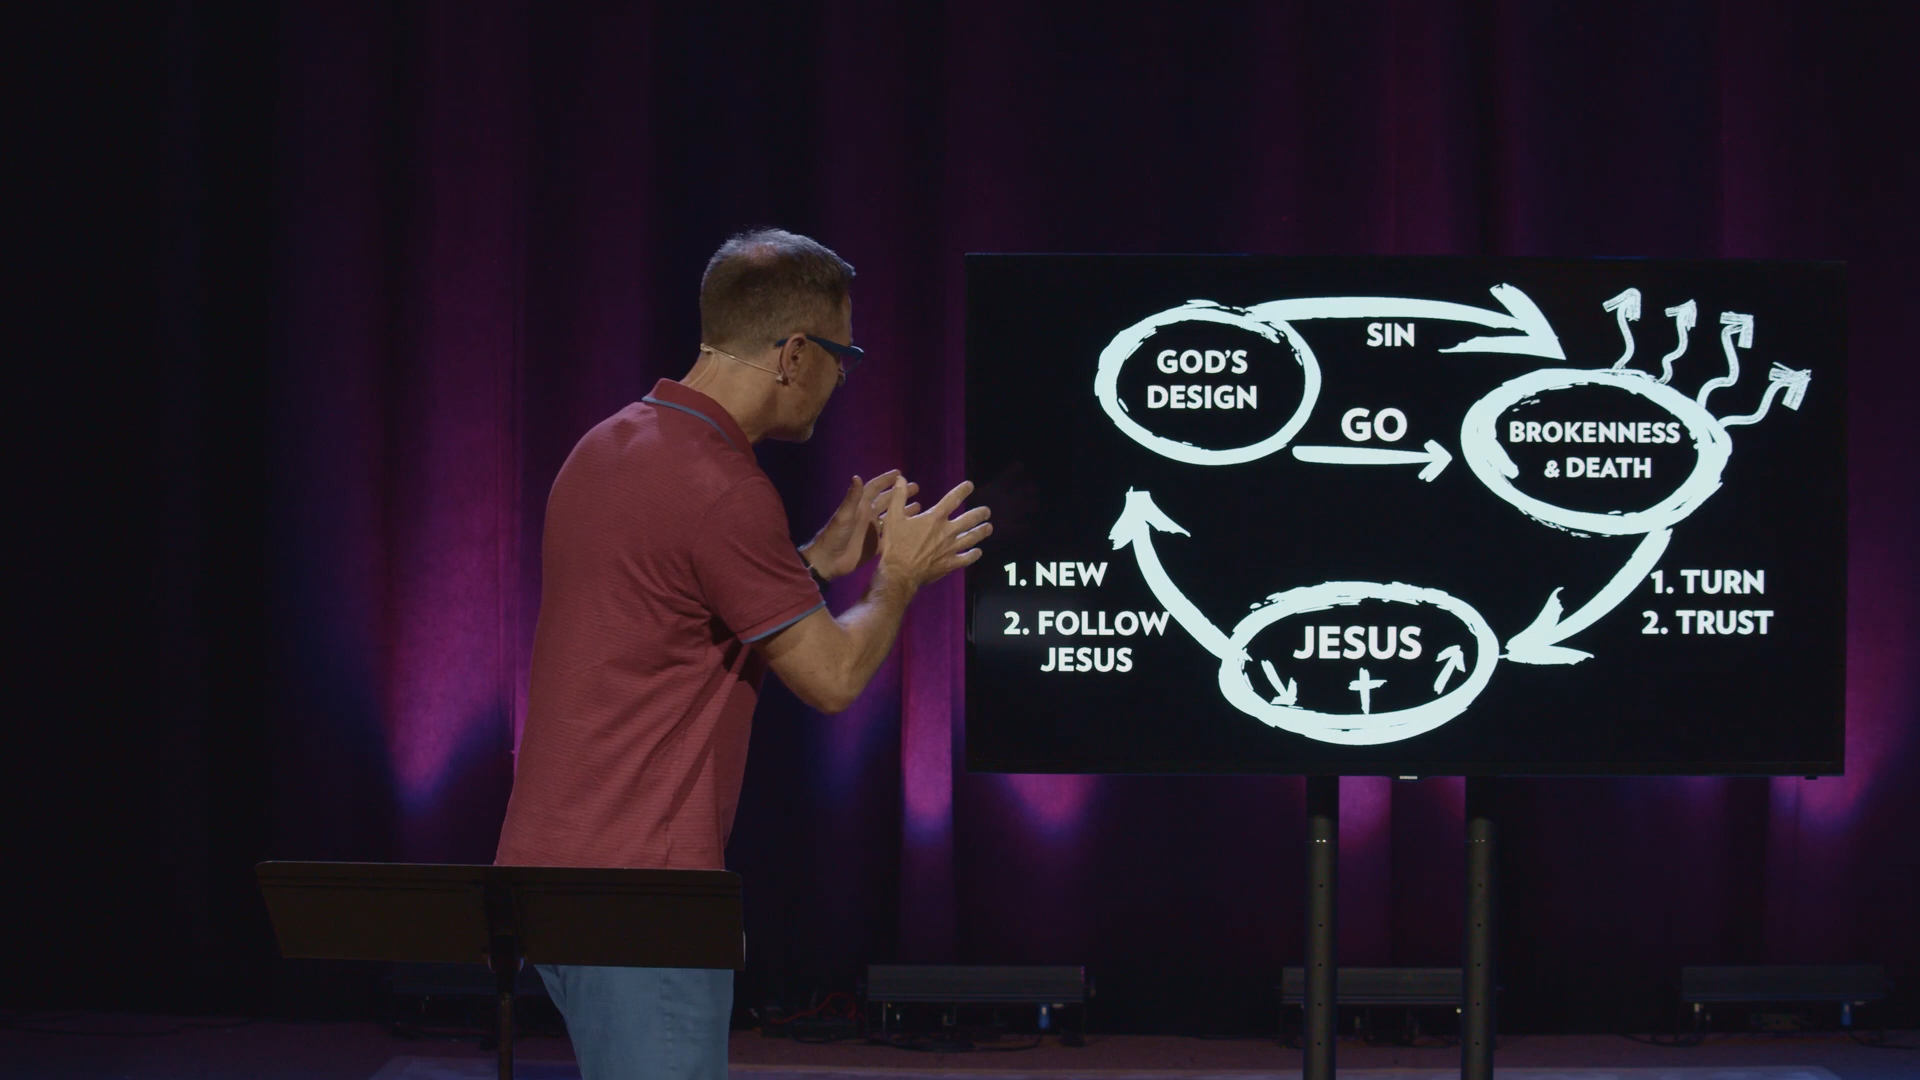 SIN
GOD'S
DESIGN
GO
BROKENNESS
& DEATH
1. NEW
2. FOLLOW
JESUS
JESUS
1. TURN
2. TRUST